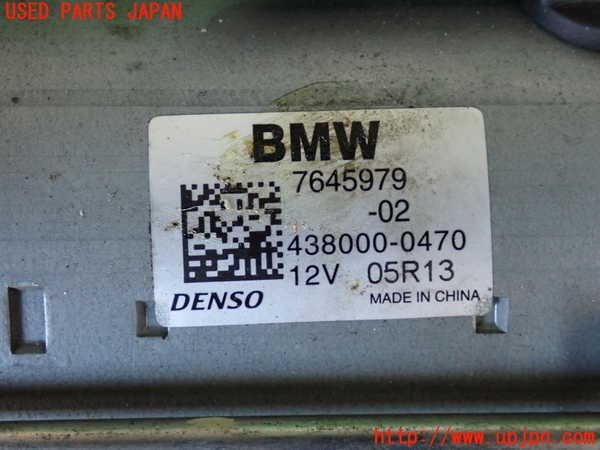 USED PARTS JAPAN
BMW
7645979
-02
438000-0470
12V 05R13
DENSO
MADE IN CHINA
http://www.upjpn.com/